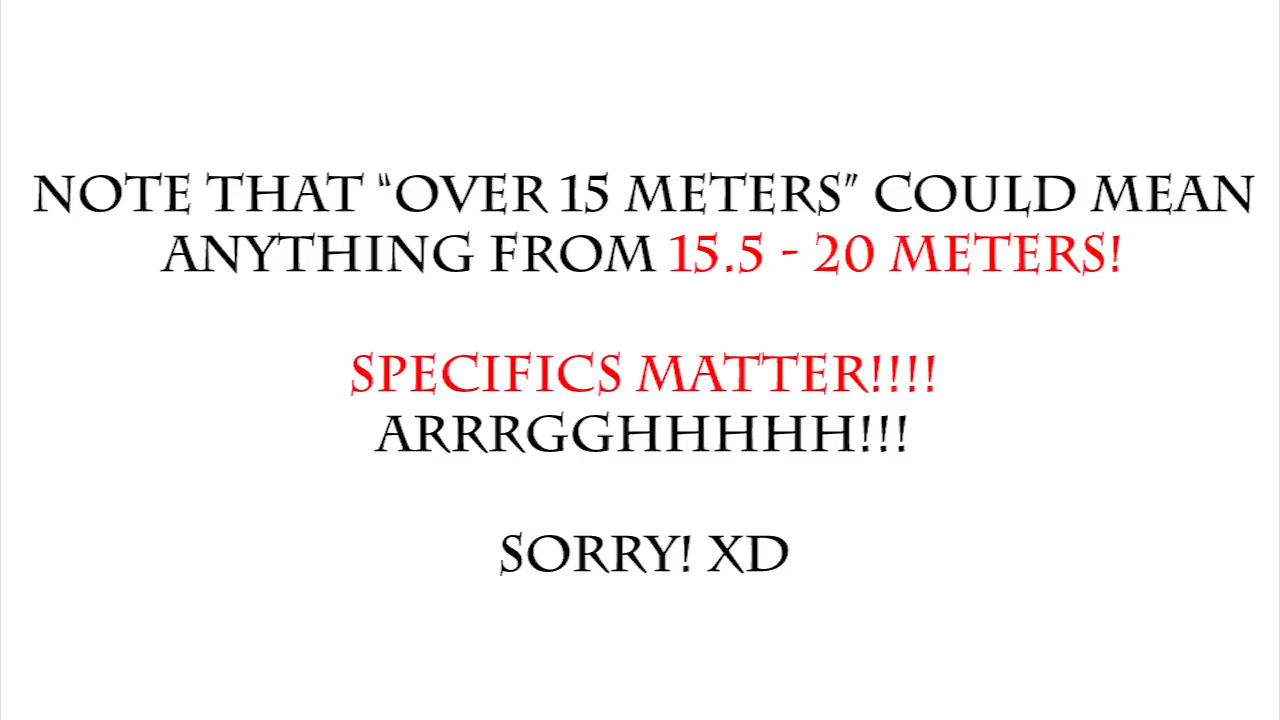 NOTE THAT “OVER 15 METERS” COULD MEAN
ANYTHING FROM 15.5 - 20 METERS!
SPECIFICS MATTER!!!!
ARRRGGHHHHH!!!
SORRY! XD